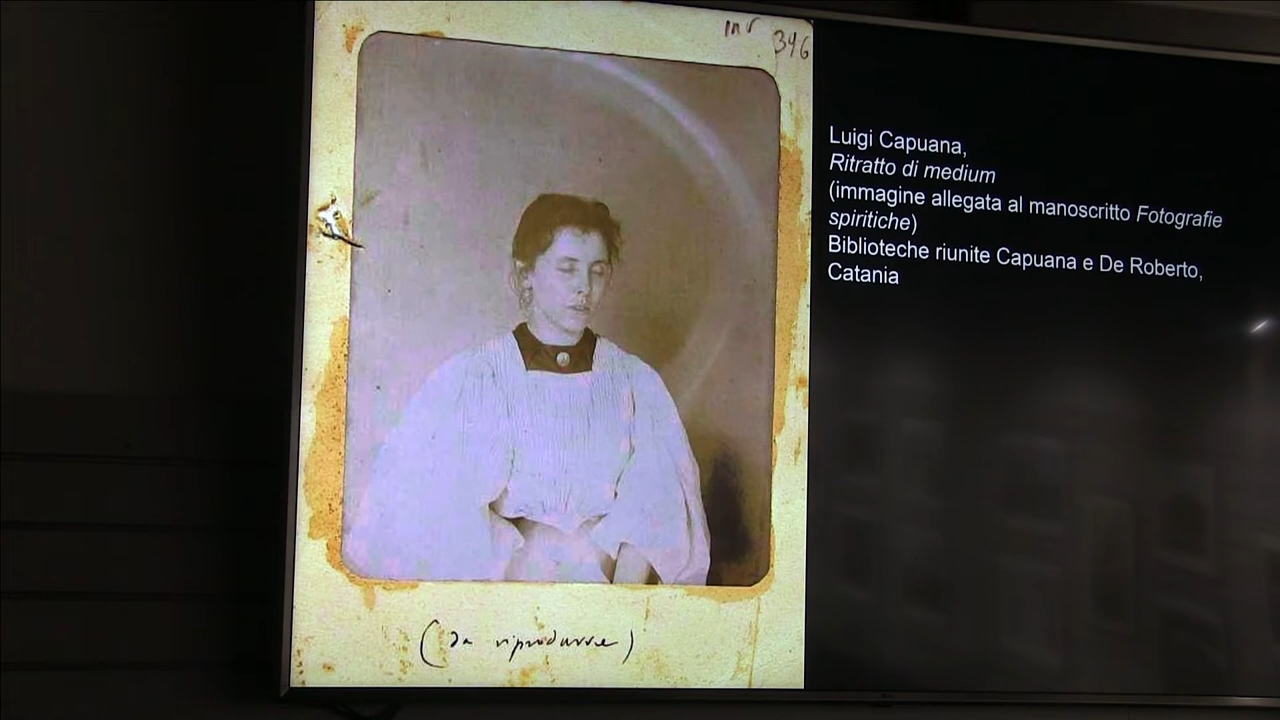 inv 346
Luigi Capuana,
Ritratto di medium
(immagine allegata al manoscritto Fotografie
spiritiche)
Biblioteche riunite Capuana e De Roberto,
Catania
(da riprodurre)